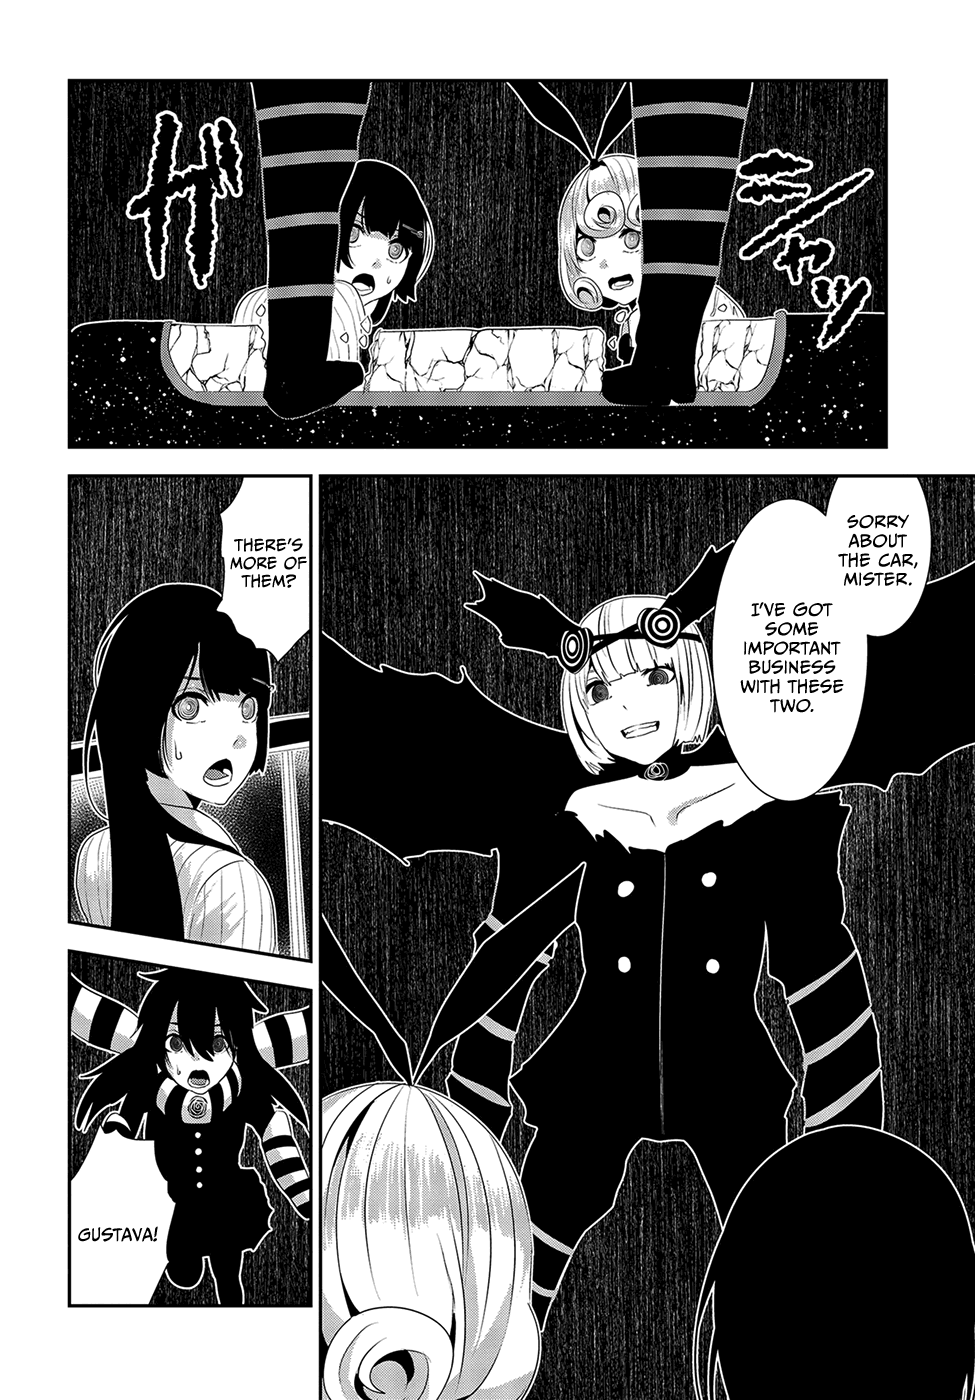 ガシャッ
SORRY
ABOUT
THE CAR,
MISTER.
I'VE GOT
SOME
IMPORTANT
BUSINESS
WITH THESE
TWO.
THERE'S
MORE OF
THEM?
GUSTAVA!